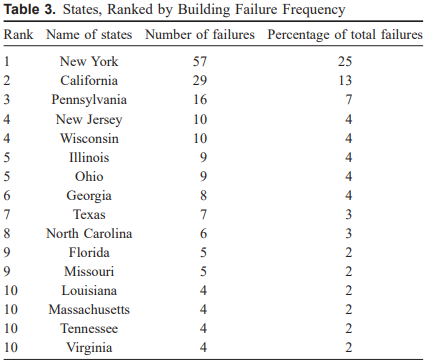 Table 3. States, Ranked by Building Failure Frequency
Rank Name of states Number of failures Percentage of total failures
1 New York 57 25
2 California 29 13
3 Pennsylvania 16 7
4 New Jersey 10 4
4 Wisconsin 10 4
5 Illinois 9 4
5 Ohio 9 4
6 Georgia 8 4
7 Texas 7 3
8 North Carolina 6 3
9 Florida 5 2
9 Missouri 5 2
10 Louisiana 4 2
10 Massachusetts 4 2
10 Tennessee 4 2
10 Virginia 4 2